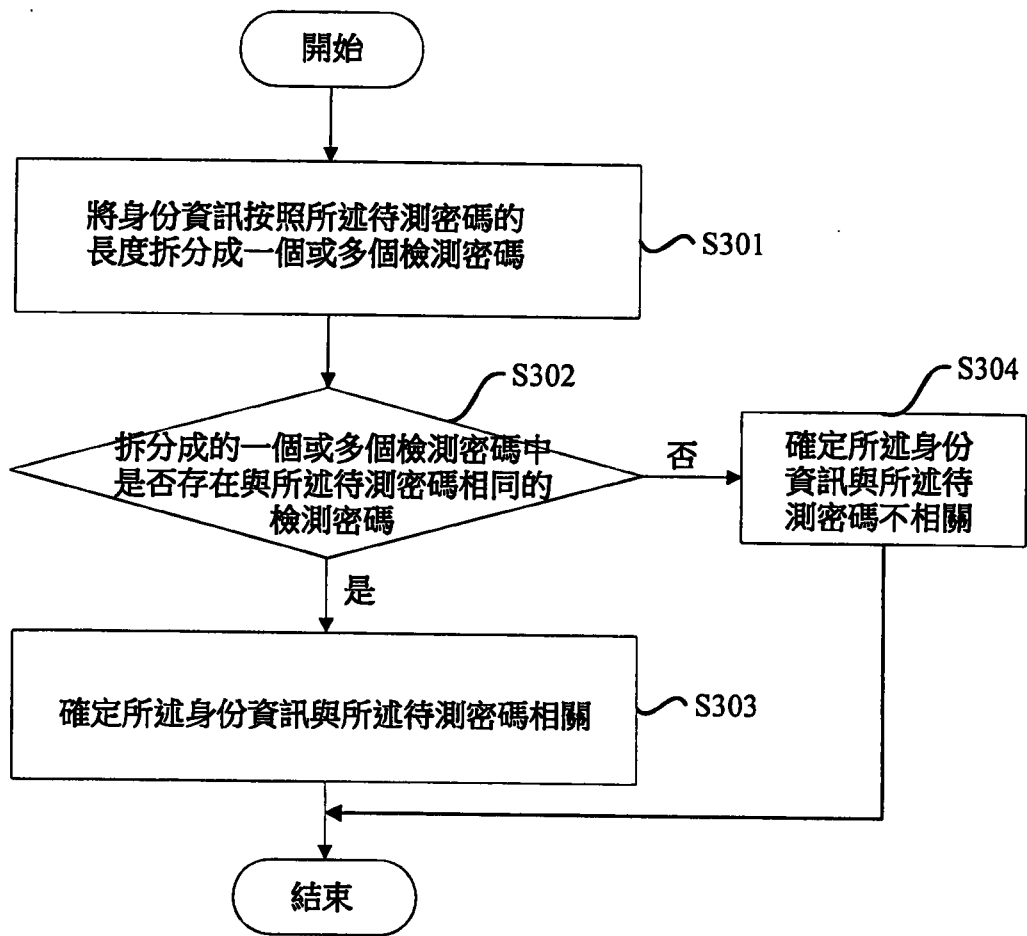 開始
將身份資訊按照所述待測密碼的
長度拆分成一個或多個檢測密碼
S301
S302
拆分成的一個或多個檢測密碼中
是否存在與所述待測密碼相同的
檢測密碼
否
S304
確定所述身份
資訊與所述待
測密碼不相關
是
確定所述身份資訊與所述待測密碼相關
S303
結束